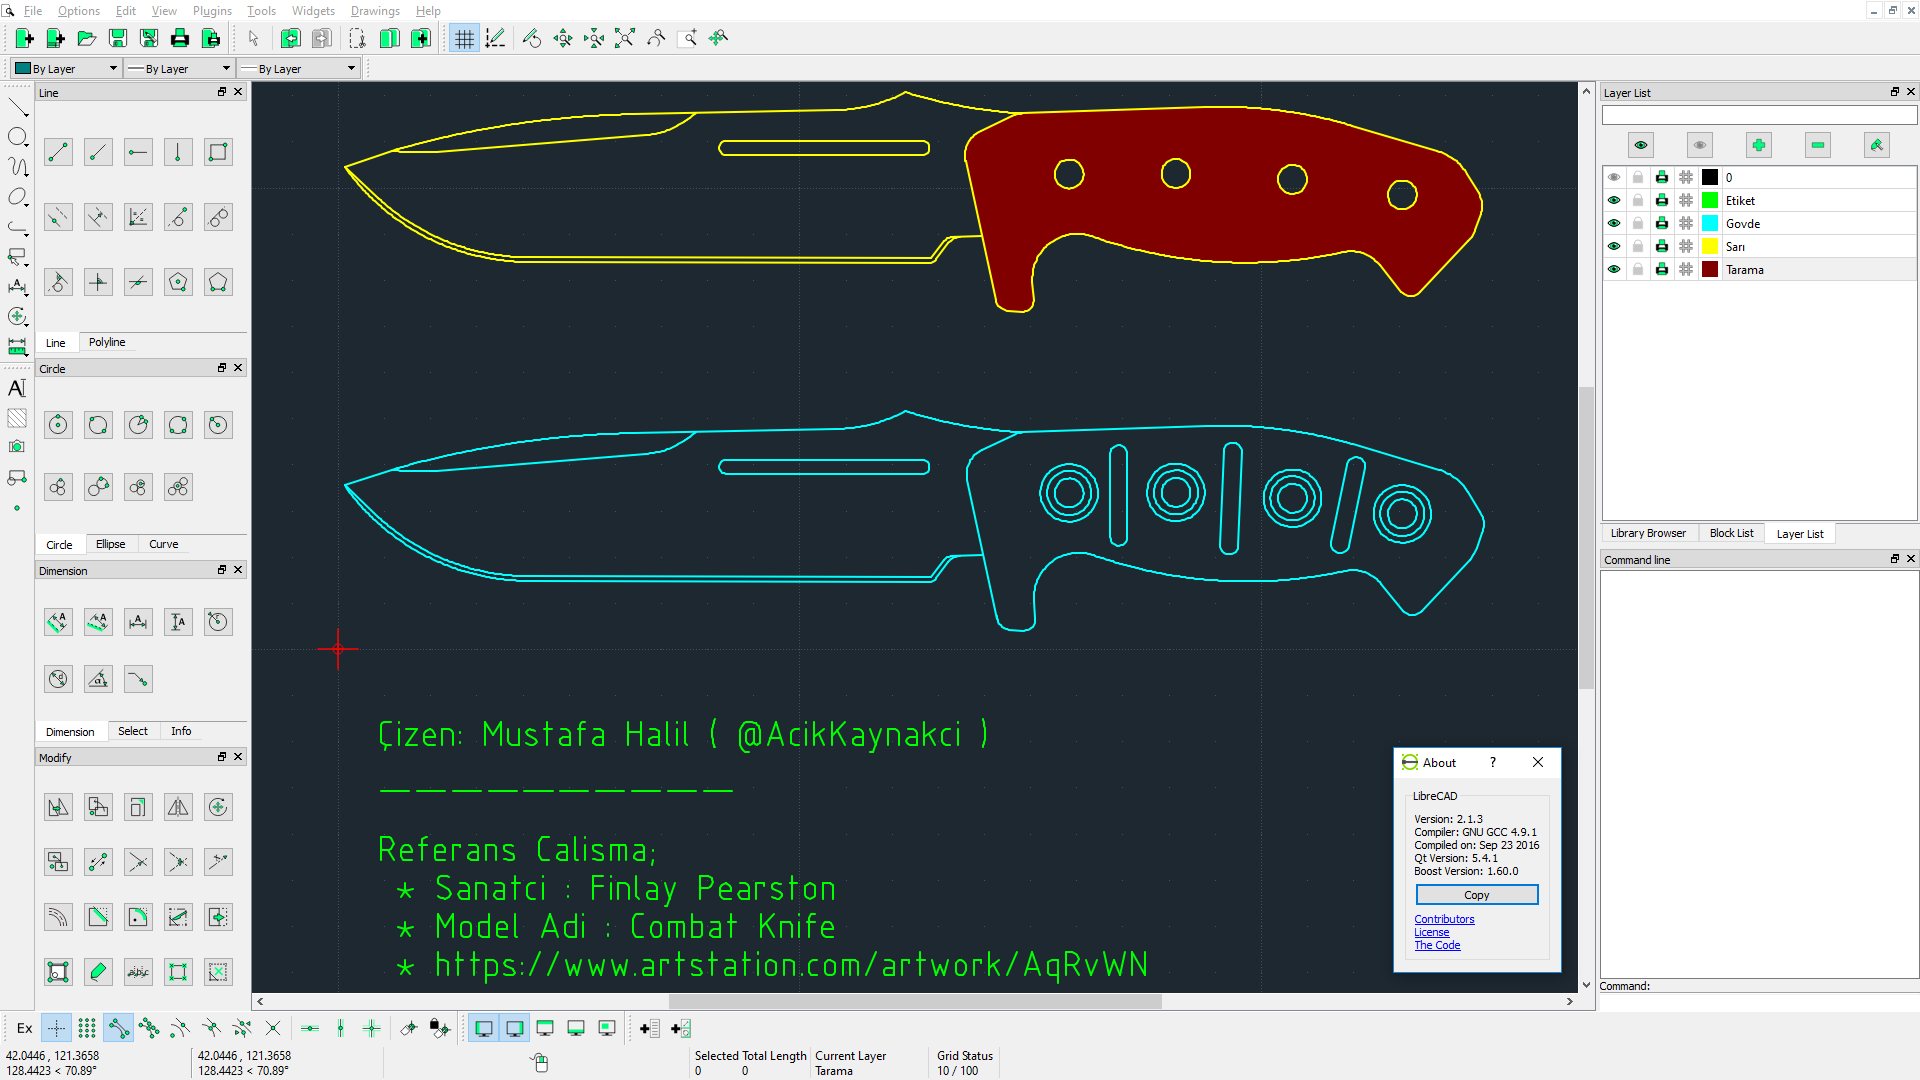 File Options Edit View Plugins Tools Widgets Drawings Help
By Layer By Layer By Layer
Line
Line Polyline
Circle
Circle Ellipse Curve
Dimension
Dimension Select Info
Modify
Çizen: Mustafa Halil ( @AcikKaynakci )
__________
Referans Calisma;
* Sanatci : Finlay Pearston
* Model Adi : Combat Knife
* https://www.artstation.com/artwork/AqRvWN
About ?
LibreCAD
Version: 2.1.3
Compiler: GNU GCC 4.9.1
Compiled on: Sep 23 2016
Qt Version: 5.4.1
Boost Version: 1.60.0
Copy
Contributors
License
The Code
Layer List
0
Etiket
Govde
Sarı
Tarama
Library Browser Block List Layer List
Command line
Command:
Ex
42.0446 , 121.3658 42.0446 , 121.3658 Selected Total Length Current Layer Grid Status
128.4423 < 70.89° 128.4423 < 70.89° 0 0 Tarama 10 / 100